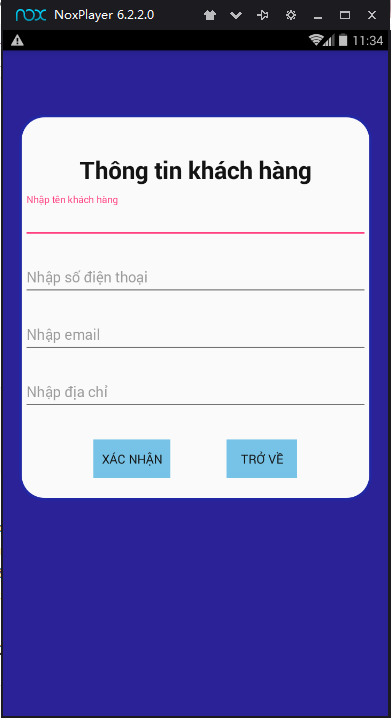 nox NoxPlayer 6.2.2.0
11:34
Thông tin khách hàng
Nhập tên khách hàng
Nhập số điện thoại
Nhập email
Nhập địa chỉ
XÁC NHẬN TRỞ VỀ